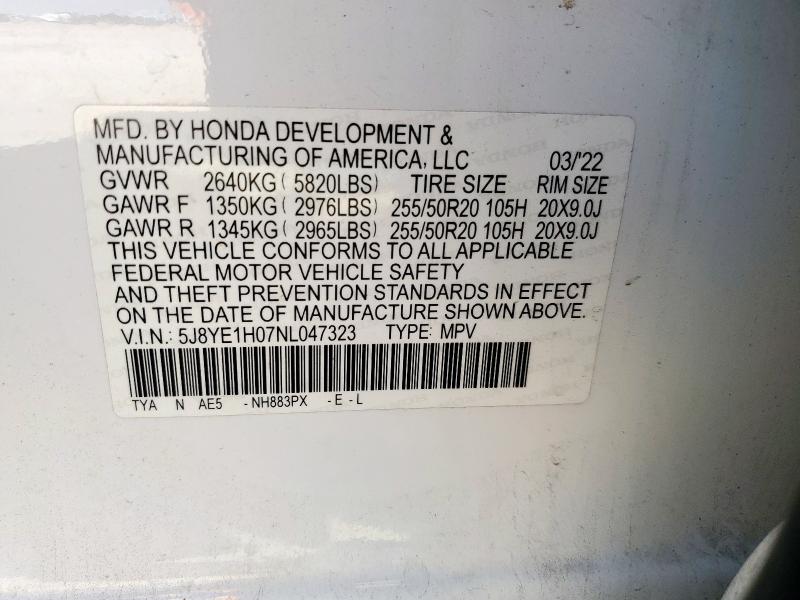 MFD. BY HONDA DEVELOPMENT &
MANUFACTURING OF AMERICA, LLC 03/'22
GVWR 2640KG ( 5820LBS) TIRE SIZE RIM SIZE
GAWR F 1350KG ( 2976LBS) 255/50R20 105H 20X9.0J
GAWR R 1345KG ( 2965LBS) 255/50R20 105H 20X9.0J
THIS VEHICLE CONFORMS TO ALL APPLICABLE
FEDERAL MOTOR VEHICLE SAFETY
AND THEFT PREVENTION STANDARDS IN EFFECT
ON THE DATE OF MANUFACTURE SHOWN ABOVE.
V.I.N.: 5J8YE1H07NL047323 TYPE: MPV
TYA N AE5 -NH883PX -E-L